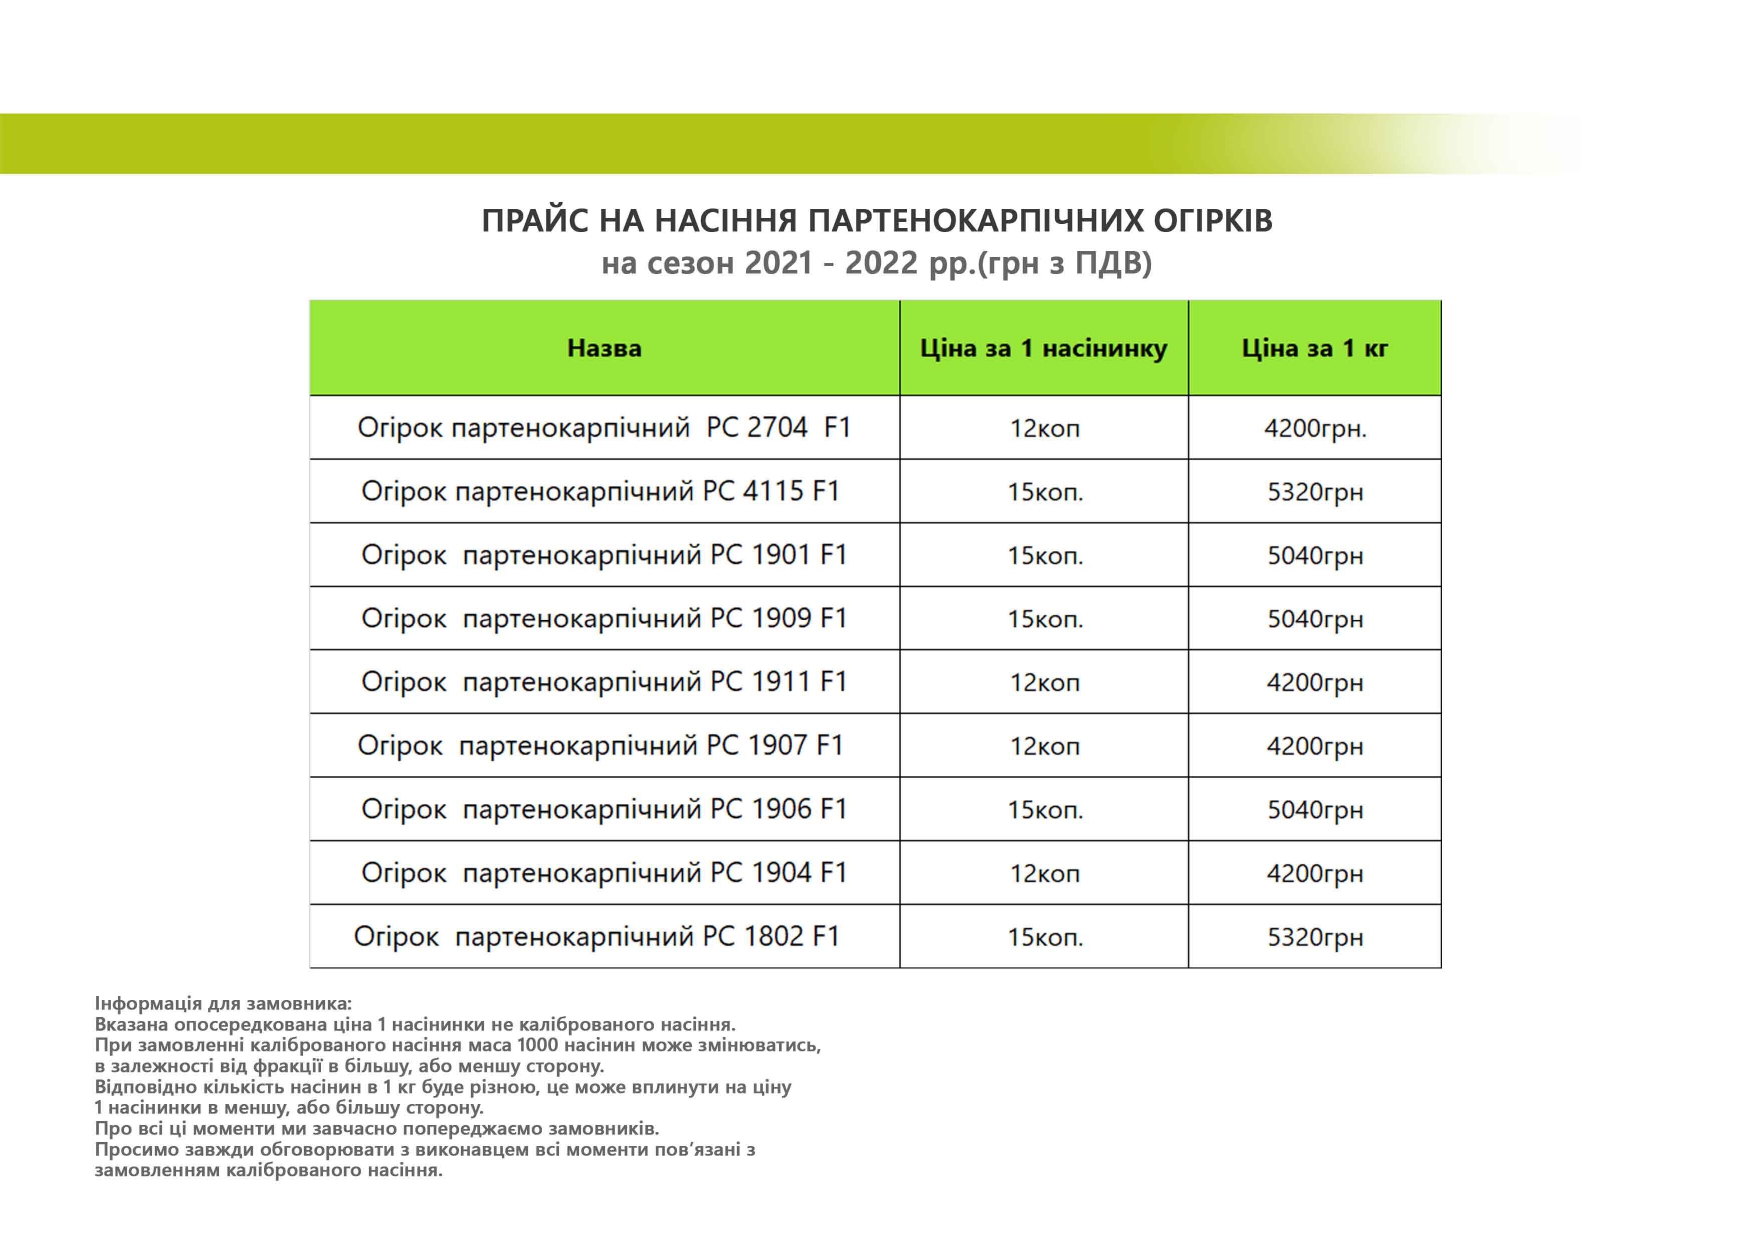 ПРАЙС НА НАСІННЯ ПАРТЕНОКАРПІЧНИХ ОГІРКІВ
на сезон 2021 - 2022 рр.(грн з ПДВ)
Назва Ціна за 1 насінинку Ціна за 1 кг
Огірок партенокарпічний РС 2704 F1 12коп 4200грн.
Огірок партенокарпічний РС 4115 F1 15коп. 5320грн
Огірок партенокарпічний РС 1901 F1 15коп. 5040грн
Огірок партенокарпічний РС 1909 F1 15коп. 5040грн
Огірок партенокарпічний РС 1911 F1 12коп 4200грн
Огірок партенокарпічний РС 1907 F1 12коп 4200грн
Огірок партенокарпічний РС 1906 F1 15коп. 5040грн
Огірок партенокарпічний РС 1904 F1 12коп 4200грн
Огірок партенокарпічний РС 1802 F1 15коп. 5320грн
Інформація для замовника:
Вказана опосередкована ціна 1 насінинки не каліброваного насіння.
При замовленні каліброваного насіння маса 1000 насінин може змінюватись,
в залежності від фракції в більшу, або меншу сторону.
Відповідно кількість насінин в 1 кг буде різною, це може вплинути на ціну
1 насінинки в меншу, або більшу сторону.
Про всі ці моменти ми завчасно попереджаємо замовників.
Просимо завжди обговорювати з виконавцем всі моменти пов’язані з
замовленням каліброваного насіння.